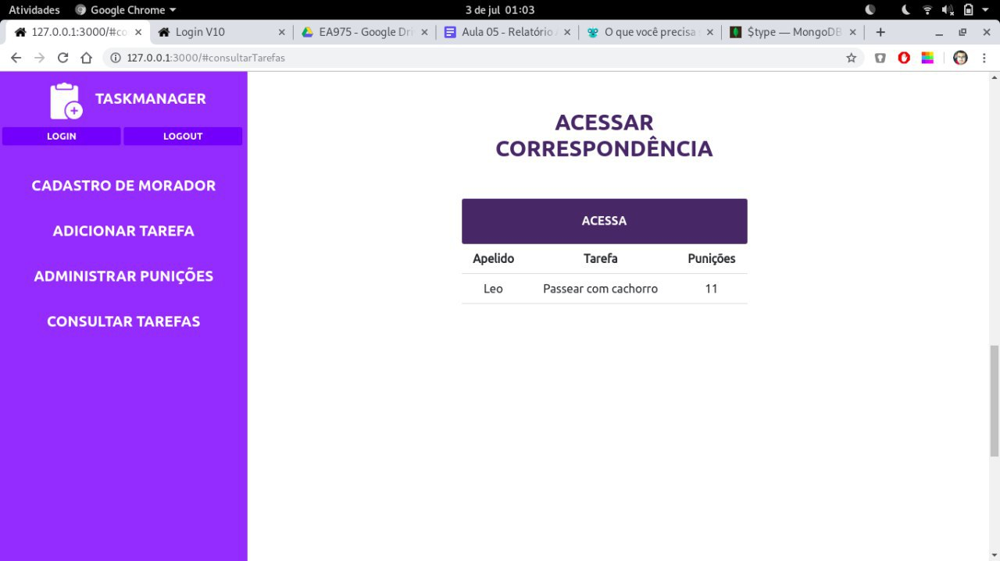 Atividades Google Chrome 3 de jul 01:03
127.0.0.1:3000/#co Login V10 EA975 - Google Dri Aula 05 - Relatório O que você precisa $type — MongoDB
127.0.0.1:3000/#consultarTarefas
TASKMANAGER
LOGIN LOGOUT
CADASTRO DE MORADOR
ADICIONAR TAREFA
ADMINISTRAR PUNIÇÕES
CONSULTAR TAREFAS
ACESSAR
CORRESPONDÊNCIA
ACESSA
Apelido Tarefa Punições
Leo Passear com cachorro 11